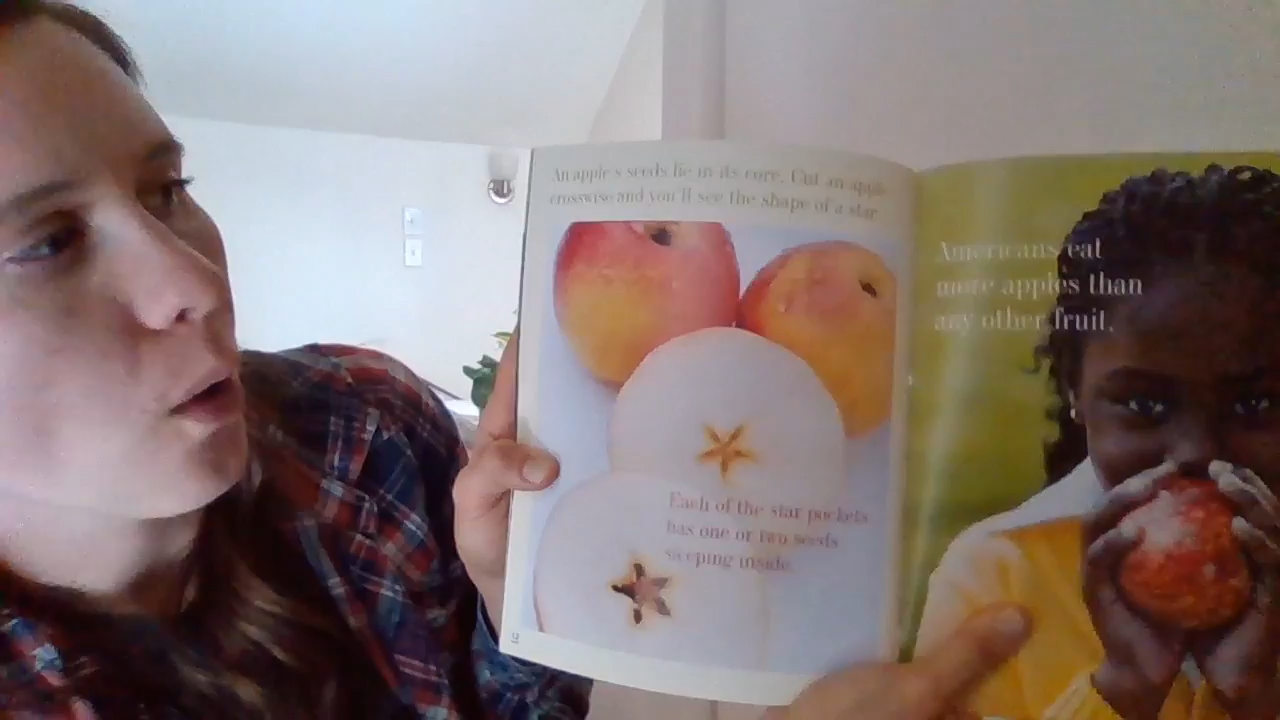 An apple's seeds lie in its core. Cut an apple
crosswise and you'll see the shape of a star.
Each of the star pockets
has one or two seeds
sleeping inside.
Americans eat
more apples than
any other fruit.